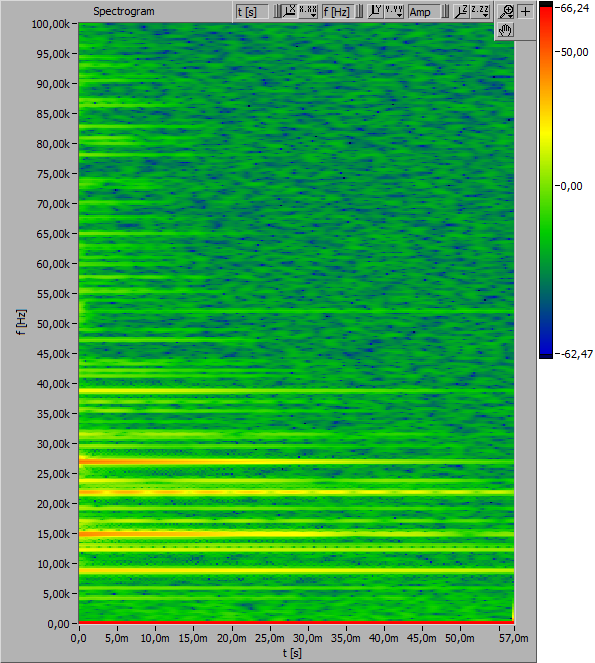 Spectrogram t [s] X.XX f [Hz] Y.YY Amp Z.ZZ
66,24
50,00
0,00
-62,47
f [Hz]
100,00k
95,00k
90,00k
85,00k
80,00k
75,00k
70,00k
65,00k
60,00k
55,00k
50,00k
45,00k
40,00k
35,00k
30,00k
25,00k
20,00k
15,00k
10,00k
5,00k
0,00
0,0 5,0m 10,0m 15,0m 20,0m 25,0m 30,0m 35,0m 40,0m 45,0m 50,0m 57,0m
t [s]